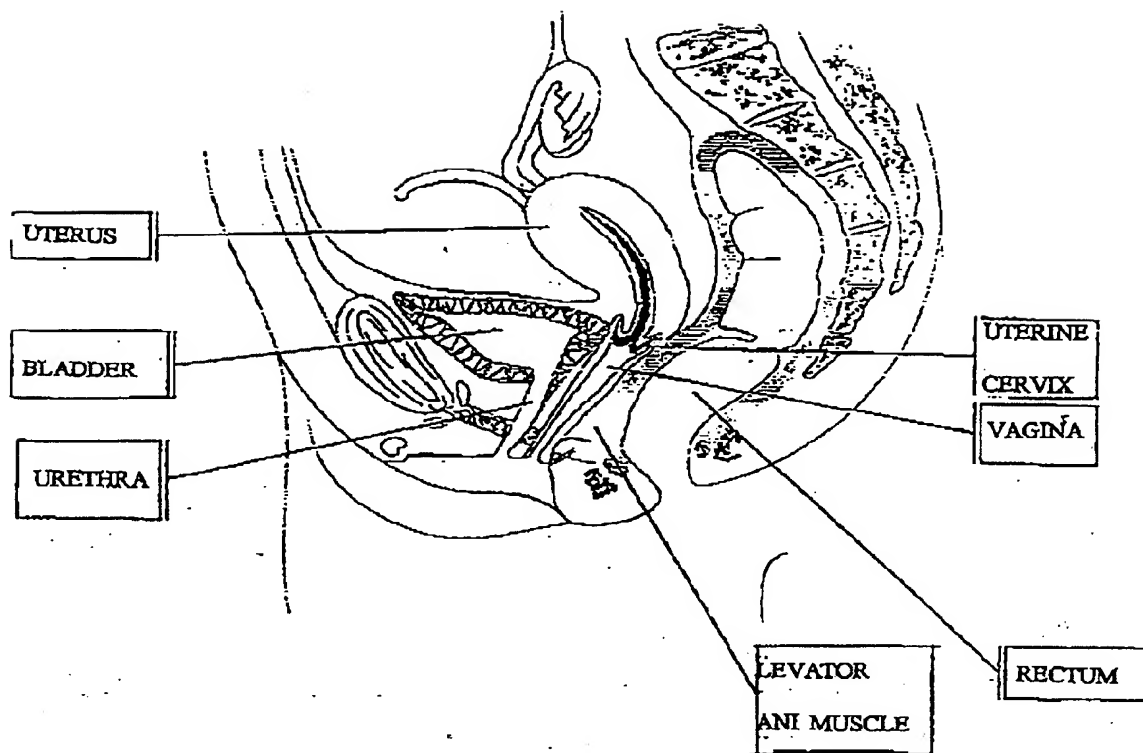 UTERUS
BLADDER
URETHRA
UTERINE
CERVIX
VAGINA
RECTUM
LEVATOR
ANI MUSCLE